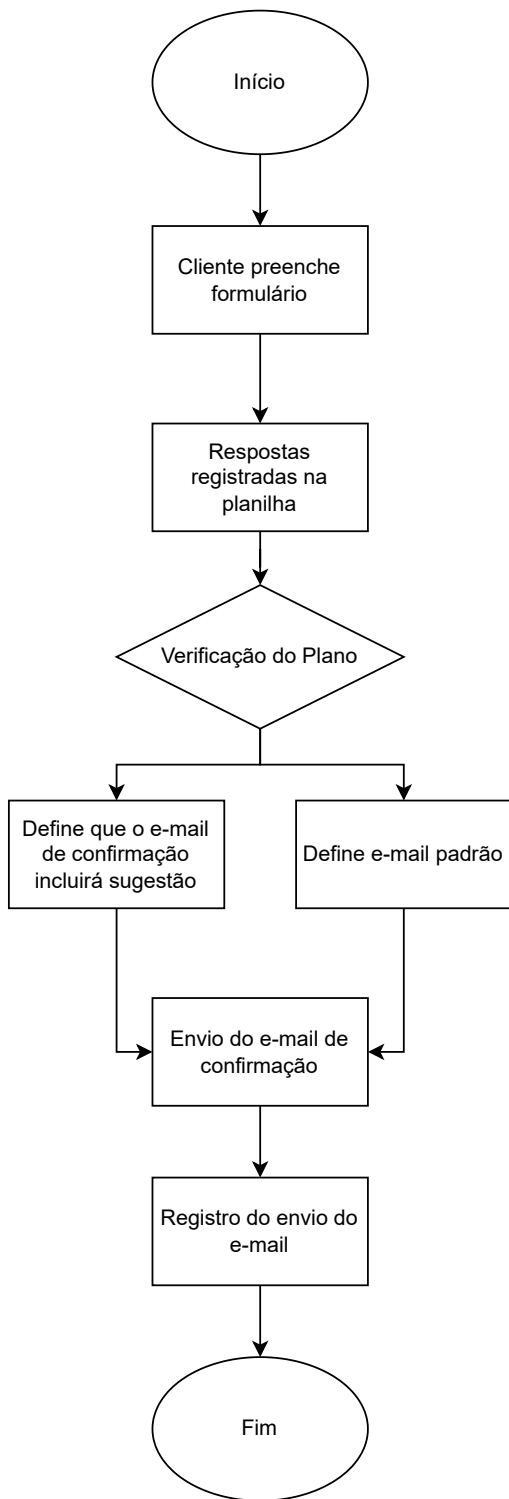 Início
Cliente preenche
formulário
Respostas
registradas na
planilha
Verificação do Plano
Define que o e-mail
de confirmação
incluirá sugestão
Define e-mail padrão
Envio do e-mail de
confirmação
Registro do envio do
e-mail
Fim